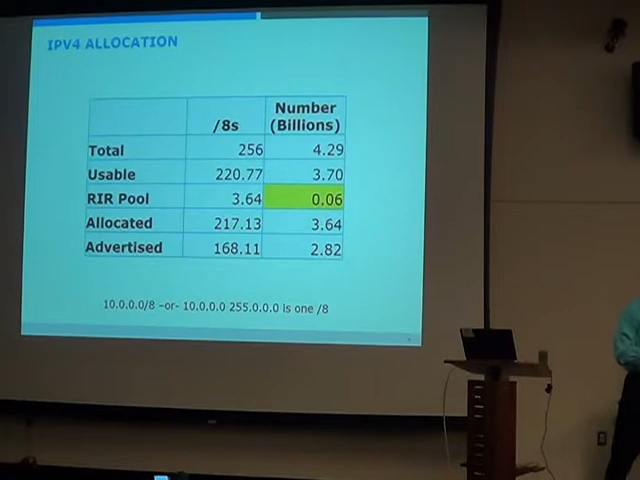 IPV4 ALLOCATION
/8s Number (Billions)
Total 256 4.29
Usable 220.77 3.70
RIR Pool 3.64 0.06
Allocated 217.13 3.64
Advertised 168.11 2.82
10.0.0.0/8 –or- 10.0.0.0 255.0.0.0 is one /8